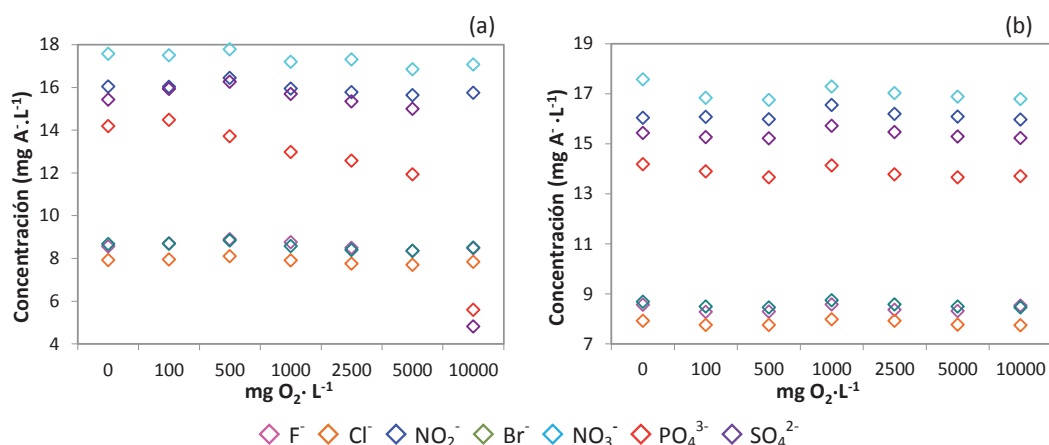 (a)
Concentración (mg A⁻.L⁻¹)
18
16
14
12
10
8
6
4
0 100 500 1000 2500 5000 10000
mg O₂· L⁻¹
(b)
Concentración (mg A⁻ ·L⁻¹)
19
17
15
13
11
9
7
0 100 500 1000 2500 5000 10000
mg O₂· L⁻¹
F⁻ Cl⁻ NO₂⁻ Br⁻ NO₃⁻ PO₄³⁻ SO₄²⁻